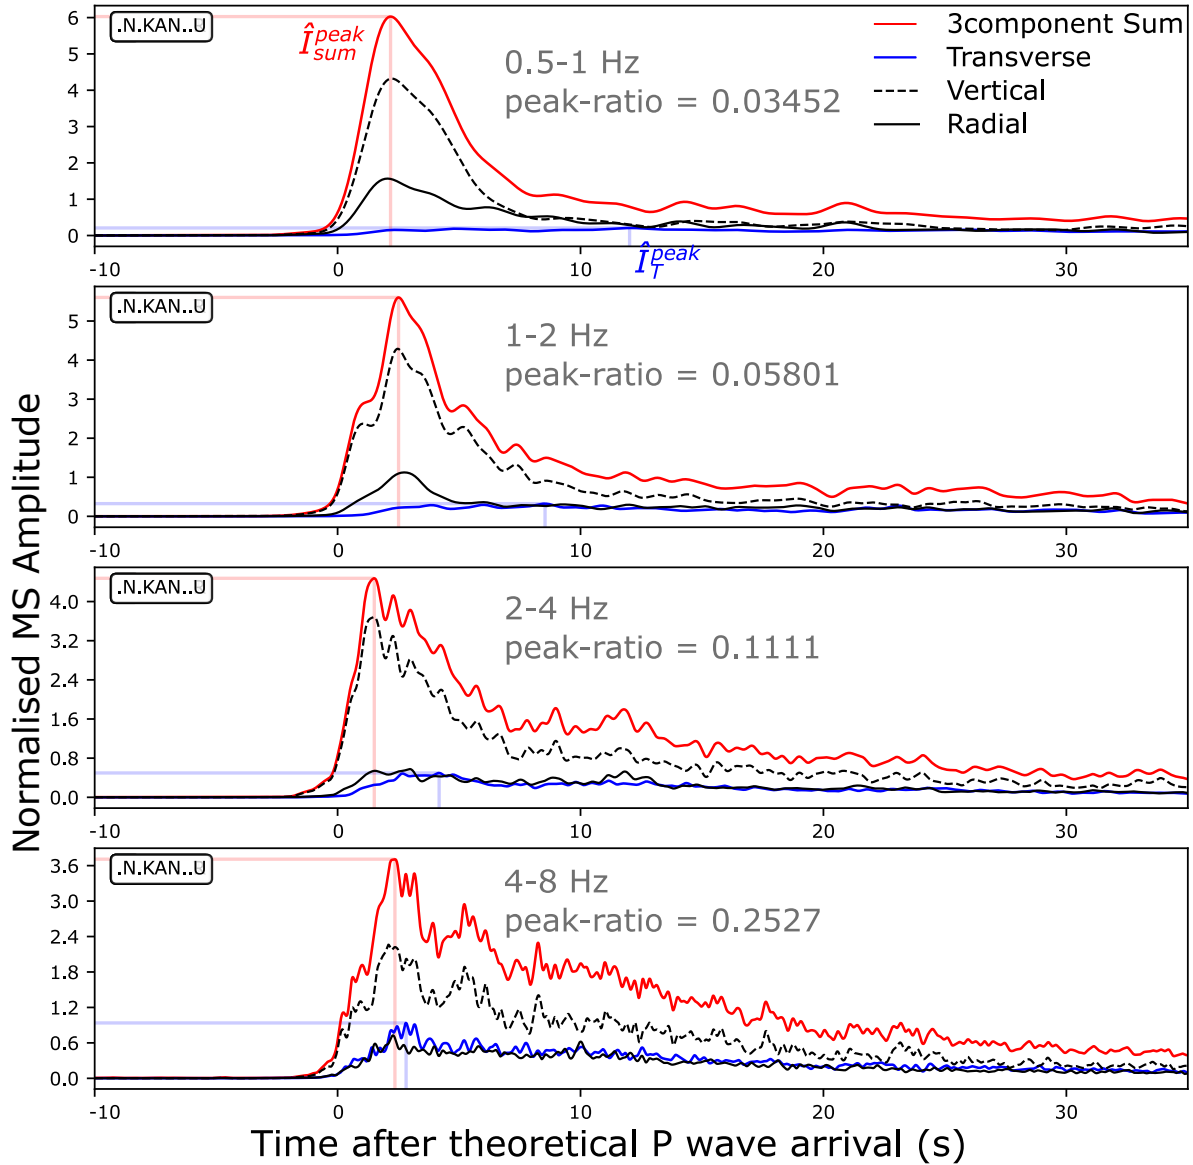 Normalised MS Amplitude
.N.KAN..U
Î_sum^peak
3component Sum
Transverse
Vertical
Radial
0.5-1 Hz
peak-ratio = 0.03452
6
5
4
3
2
1
0
-10 0 10 20 30
Î_T^peak
.N.KAN..U
1-2 Hz
peak-ratio = 0.05801
5
4
3
2
1
0
-10 0 10 20 30
.N.KAN..U
2-4 Hz
peak-ratio = 0.1111
4.0
3.2
2.4
1.6
0.8
0.0
-10 0 10 20 30
.N.KAN..U
4-8 Hz
peak-ratio = 0.2527
3.6
3.0
2.4
1.8
1.2
0.6
0.0
-10 0 10 20 30
Time after theoretical P wave arrival (s)